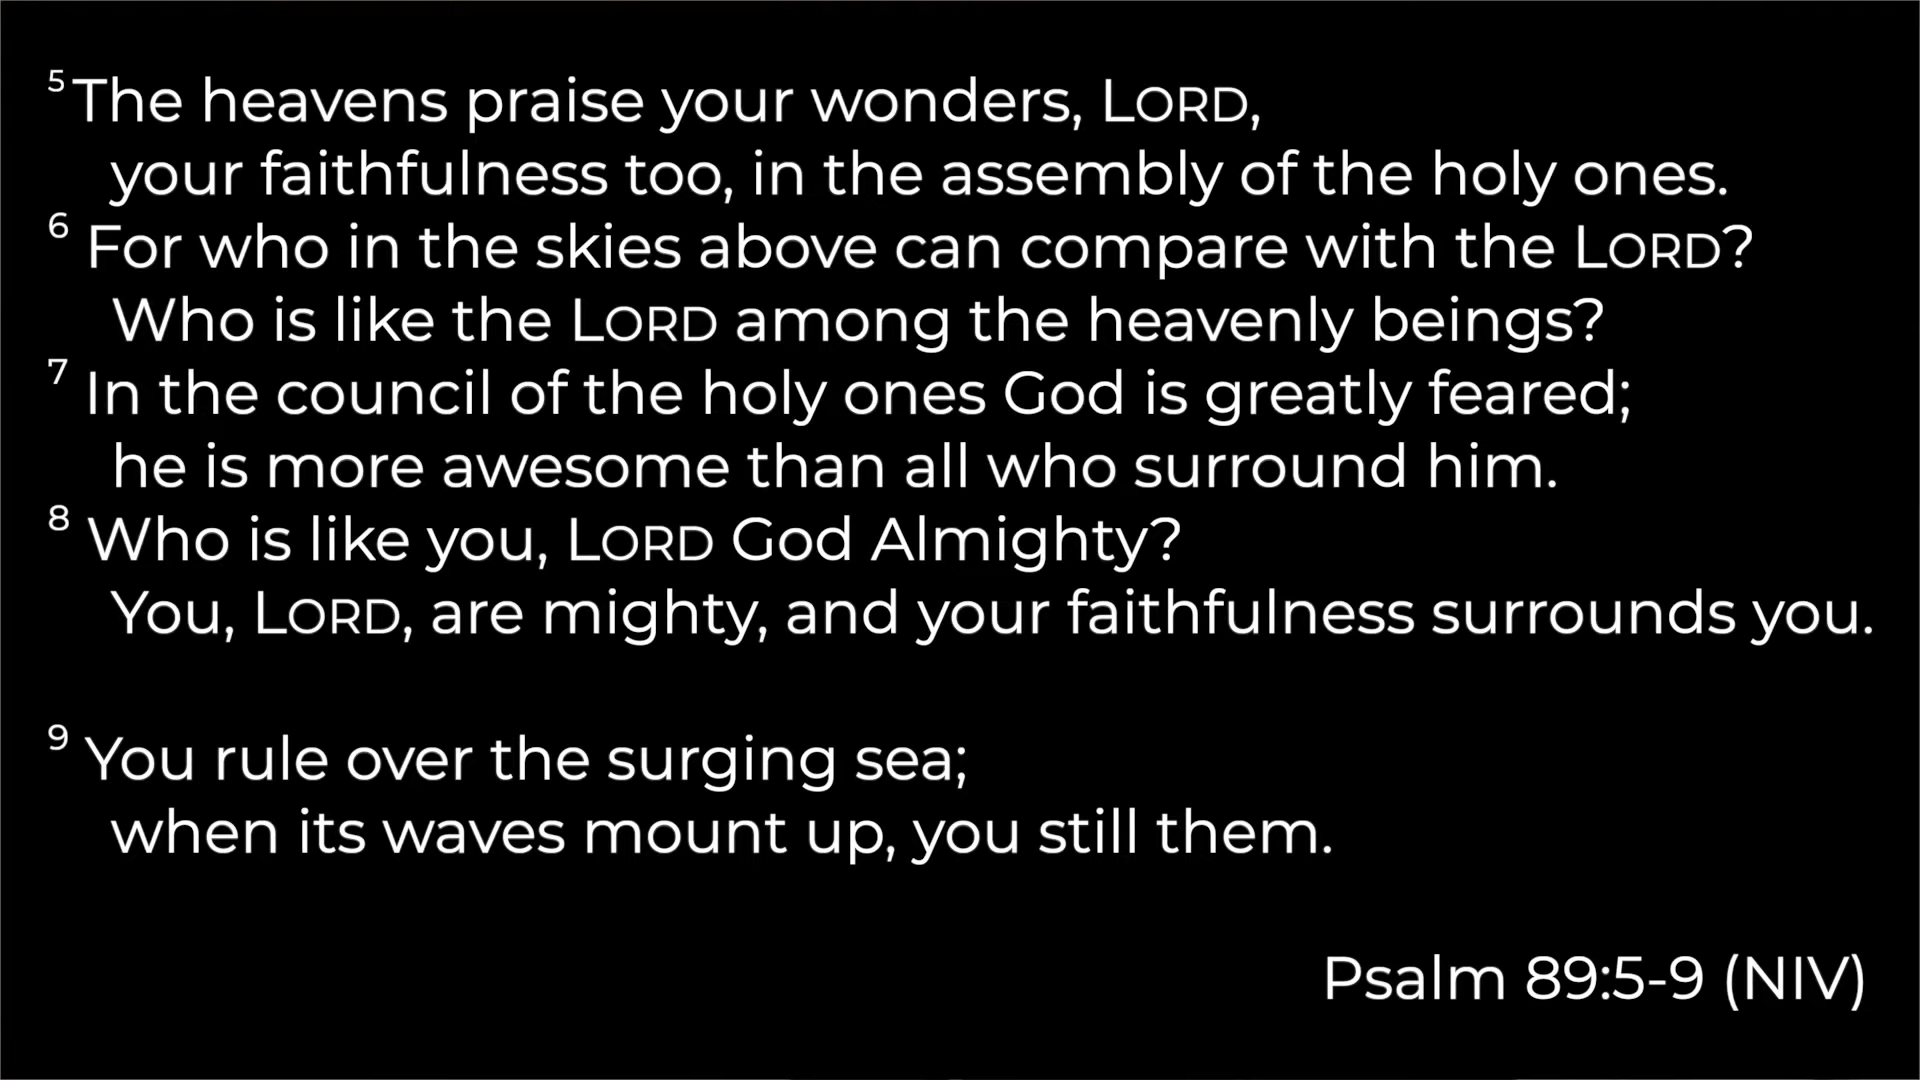 5 The heavens praise your wonders, LORD,
your faithfulness too, in the assembly of the holy ones.
6 For who in the skies above can compare with the LORD?
Who is like the LORD among the heavenly beings?
7 In the council of the holy ones God is greatly feared;
he is more awesome than all who surround him.
8 Who is like you, LORD God Almighty?
You, LORD, are mighty, and your faithfulness surrounds you.
9 You rule over the surging sea;
when its waves mount up, you still them.
Psalm 89:5-9 (NIV)